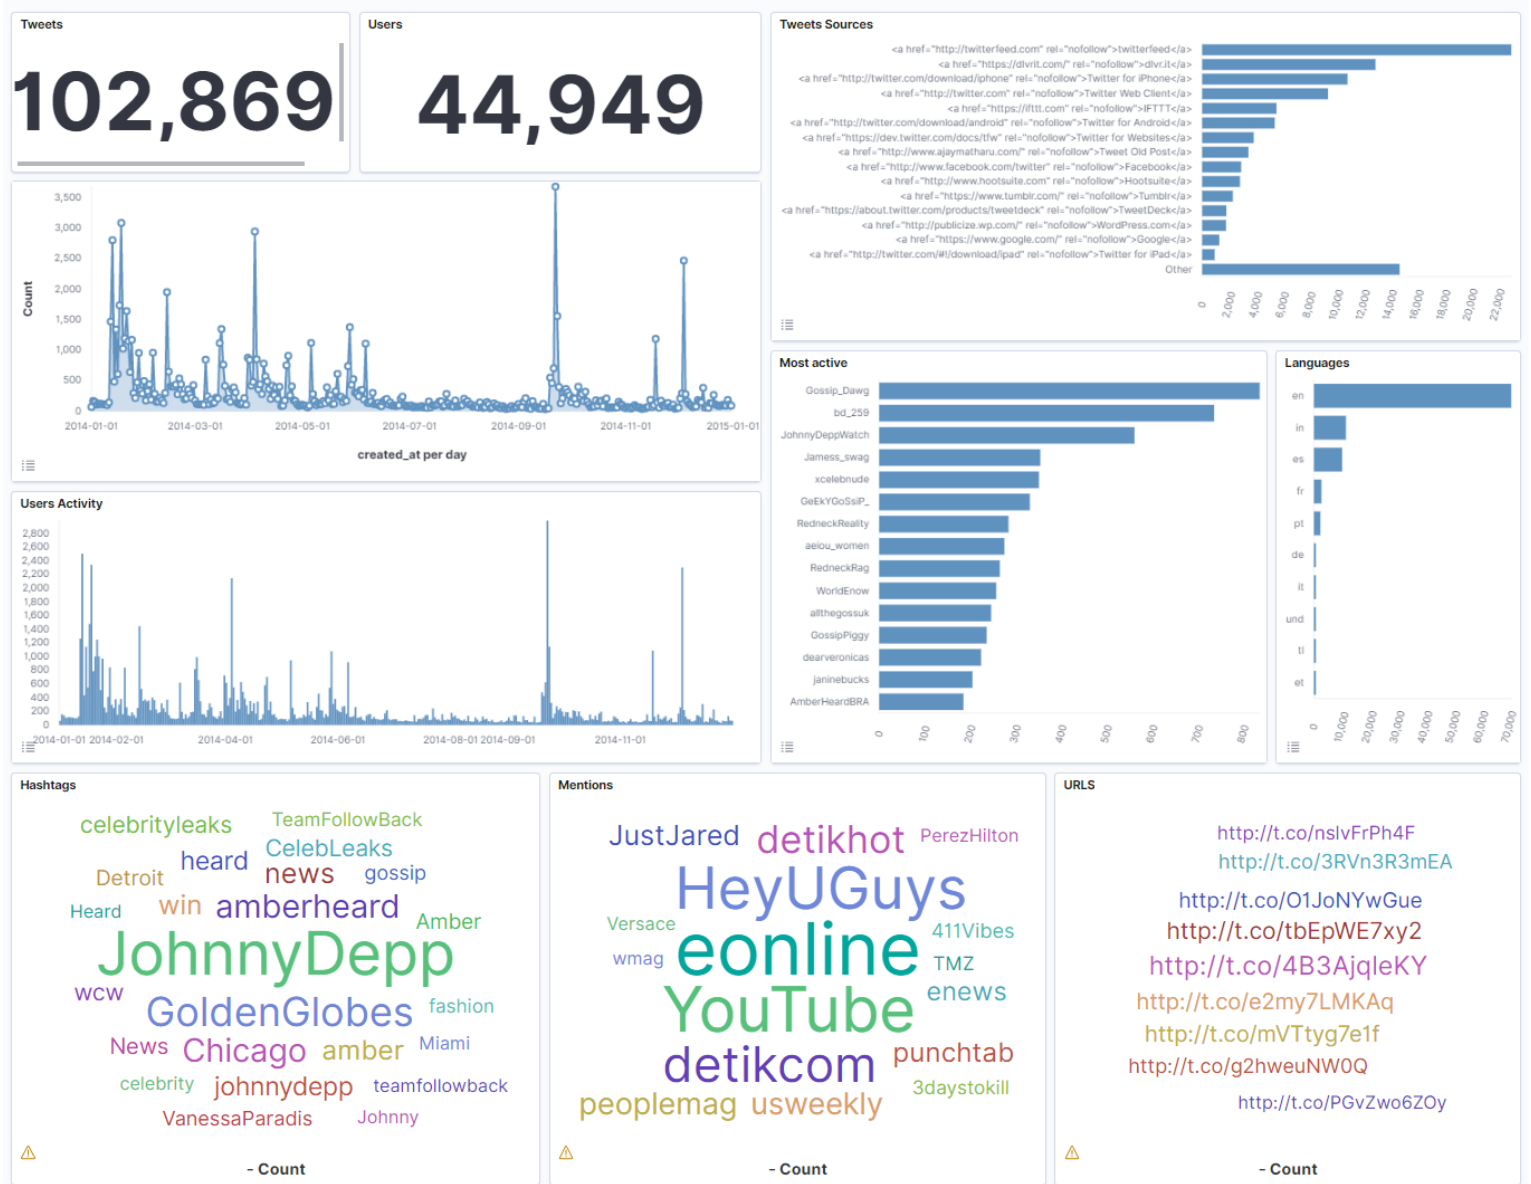 Tweets
102,869
Users
44,949
Tweets Sources
<a href="http://twitterfeed.com" rel="nofollow">twitterfeed</a>
<a href="https://dlvrit.com/" rel="nofollow">dlvr.it</a>
<a href="http://twitter.com/download/iphone" rel="nofollow">Twitter for iPhone</a>
<a href="http://twitter.com" rel="nofollow">Twitter Web Client</a>
<a href="https://ifttt.com" rel="nofollow">IFTTT</a>
<a href="http://twitter.com/download/android" rel="nofollow">Twitter for Android</a>
<a href="https://dev.twitter.com/docs/tfw" rel="nofollow">Twitter for Websites</a>
<a href="http://www.ajaymatharu.com/" rel="nofollow">Tweet Old Post</a>
<a href="http://www.facebook.com/twitter" rel="nofollow">Facebook</a>
<a href="http://www.hootsuite.com" rel="nofollow">Hootsuite</a>
<a href="https://www.tumblr.com/" rel="nofollow">Tumblr</a>
<a href="https://about.twitter.com/products/tweetdeck" rel="nofollow">TweetDeck</a>
<a href="http://publicize.wp.com/" rel="nofollow">WordPress.com</a>
<a href="https://www.google.com/" rel="nofollow">Google</a>
<a href="http://twitter.com/#!/download/ipad" rel="nofollow">Twitter for iPad</a>
Other
0 2,000 4,000 6,000 8,000 10,000 12,000 14,000 16,000 18,000 20,000 22,000
3,500
3,000
2,500
2,000
1,500
1,000
500
0
Count
2014-01-01 2014-03-01 2014-05-01 2014-07-01 2014-09-01 2014-11-01 2015-01-01
created_at per day
Users Activity
2,800
2,600
2,400
2,200
2,000
1,800
1,600
1,400
1,200
1,000
800
600
400
200
0
2014-01-01 2014-02-01 2014-04-01 2014-06-01 2014-08-01 2014-09-01 2014-11-01
Most active
Gossip_Dawg
bd_259
JohnnyDeppWatch
Jamess_swag
xcelebnude
GeEkYGoSsiP_
RedneckReality
aeiou_women
RedneckRag
WorldEnow
allthegossuk
GossipPiggy
dearveronicas
janinebucks
AmberHeardBRA
0 100 200 300 400 500 600 700 800
Languages
en
in
es
fr
pt
de
it
und
tl
et
0 10,000 20,000 30,000 40,000 50,000 60,000 70,000
Hashtags
celebrityleaks TeamFollowBack
heard CelebLeaks
Detroit news gossip
Heard win amberheard Amber
JohnnyDepp
wcw GoldenGlobes fashion
News Chicago amber Miami
celebrity johnnydepp teamfollowback
VanessaParadis Johnny
- Count
Mentions
JustJared detikhot PerezHilton
HeyUGuys
Versace eonline 411Vibes
wmag TMZ
YouTube enews
detikcom punchtab
3daystokill
peoplemag usweekly
- Count
URLS
http://t.co/nslvFrPh4F
http://t.co/3RVn3R3mEA
http://t.co/O1JoNYwGue
http://t.co/tbEpWE7xy2
http://t.co/4B3AjqleKY
http://t.co/e2my7LMKAq
http://t.co/mVTtyg7e1f
http://t.co/g2hweuNW0Q
http://t.co/PGvZwo6ZOy
- Count